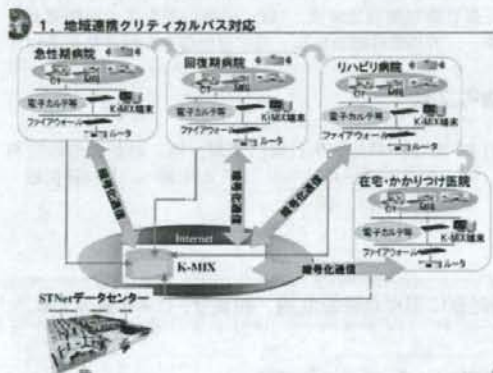 1. 地域連携クリティカルパス対応
急性期病院
CT
MRI
電子カルテ等
K-MIX端末
ファイアウォール
ルータ
回復期病院
CT
MRI
電子カルテ等
K-MIX端末
ファイアウォール
ルータ
リハビリ病院
CT
MRI
電子カルテ等
K-MIX端末
ファイアウォール
ルータ
在宅・かかりつけ医院
CT
MRI
電子カルテ等
K-MIX端末
ファイアウォール
ルータ
暗号化通信
暗号化通信
暗号化通信
暗号化通信
Internet
K-MIX
STNetデータセンター